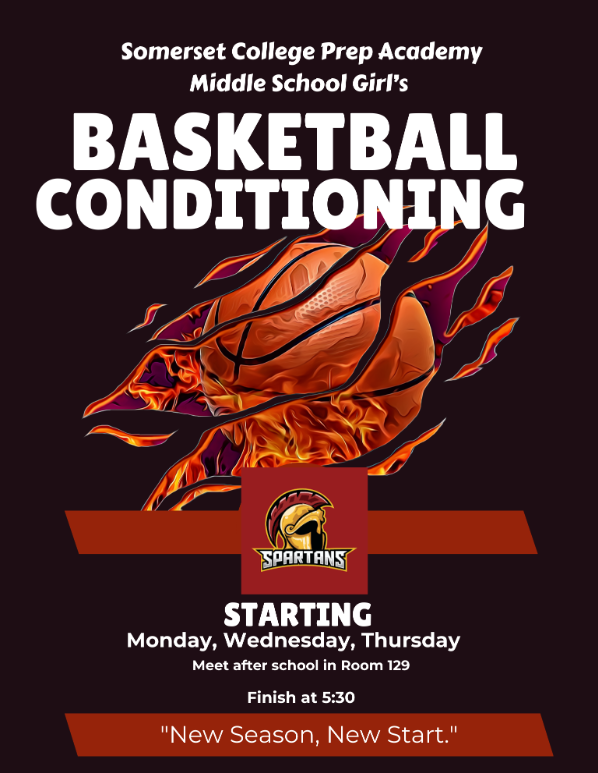 Somerset College Prep Academy
Middle School Girl's
BASKETBALL
CONDITIONING
SPARTANS
STARTING
Monday, Wednesday, Thursday
Meet after school in Room 129
Finish at 5:30
"New Season, New Start."